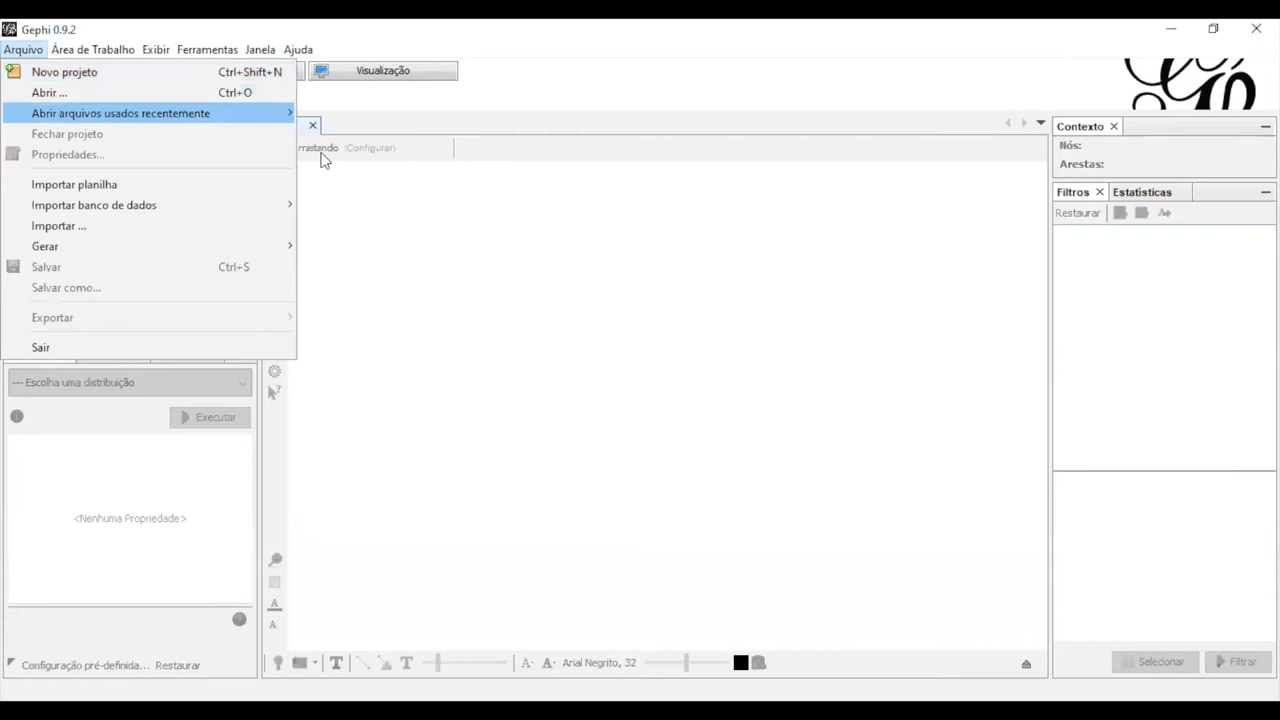 Gephi 0.9.2
Arquivo Área de Trabalho Exibir Ferramentas Janela Ajuda
Novo projeto Ctrl+Shift+N
Abrir ... Ctrl+O
Abrir arquivos usados recentemente
Fechar projeto
Propriedades...
Importar planilha
Importar banco de dados
Importar ...
Gerar
Salvar Ctrl+S
Salvar como...
Exportar
Sair
Visualização
rrastando (Configurar)
Contexto
Nós:
Arestas:
Filtros Estatísticas
Restaurar
--- Escolha uma distribuição
Executar
<Nenhuma Propriedade>
Configuração pré-definida... Restaurar
Arial Negrito, 32
Selecionar Filtrar